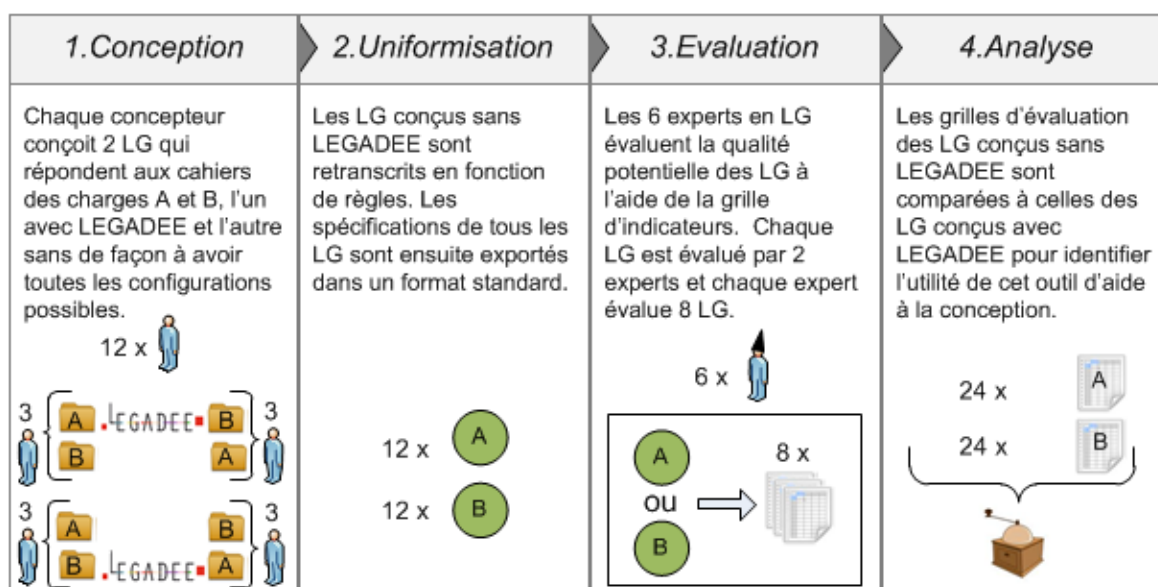 1.Conception
2.Uniformisation
3.Evaluation
4.Analyse
Chaque concepteur
conçoit 2 LG qui
répondent aux cahiers
des charges A et B, l'un
avec LEGADEE et l'autre
sans de façon à avoir
toutes les configurations
possibles.
12 x
3
A
.LEGADEE
B
3
B
A
3
A
B
3
B
.LEGADEE
A
Les LG conçus sans
LEGADEE sont
retranscrits en fonction
de règles. Les
spécifications de tous les
LG sont ensuite exportés
dans un format standard.
12 x
A
12 x
B
Les 6 experts en LG
évaluent la qualité
potentielle des LG à
l'aide de la grille
d'indicateurs. Chaque
LG est évalué par 2
experts et chaque expert
évalue 8 LG.
6 x
A
ou
B
8 x
Les grilles d'évaluation
des LG conçus sans
LEGADEE sont
comparées à celles des
LG conçus avec
LEGADEE pour identifier
l'utilité de cet outil d'aide
à la conception.
24 x
A
24 x
B